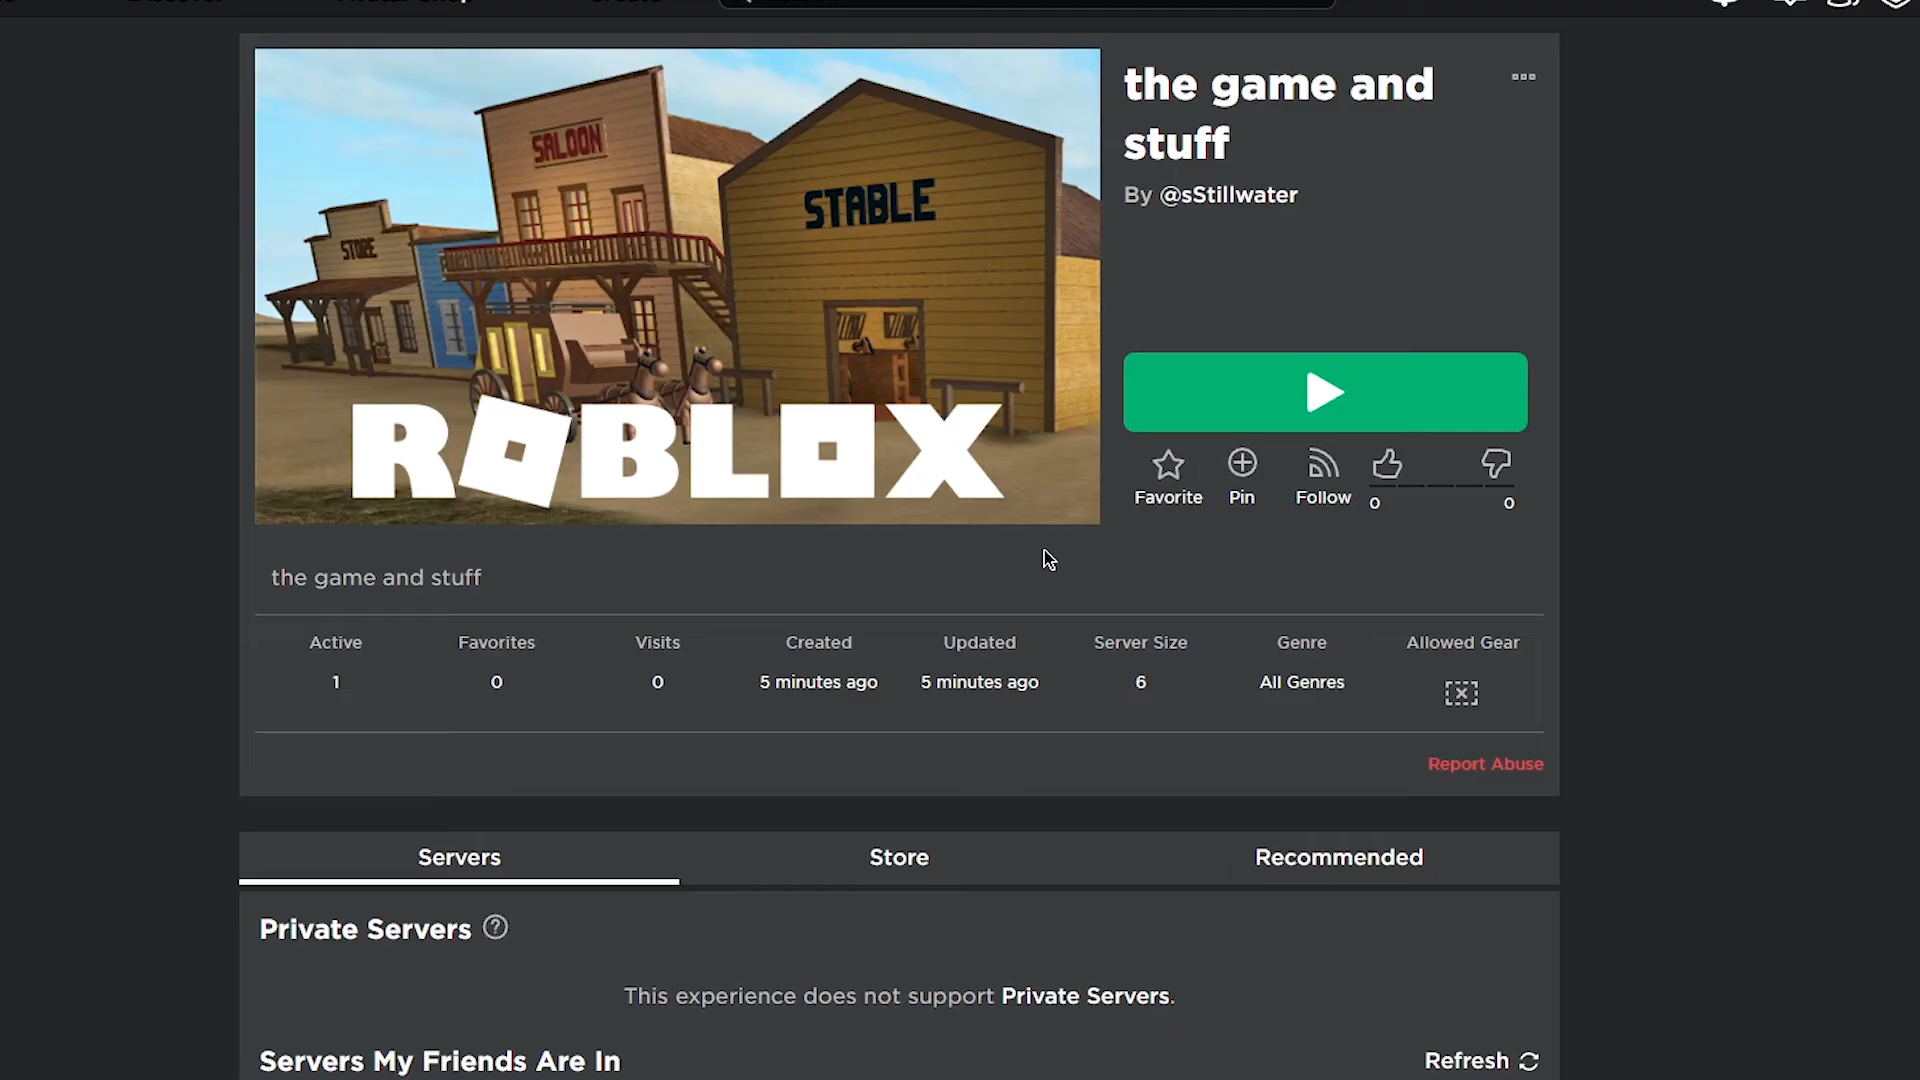 SALOON
STABLE
STORE
ROBLOX
the game and
stuff
By @sStillwater
Favorite Pin Follow
0 0
the game and stuff
Active Favorites Visits Created Updated Server Size Genre Allowed Gear
1 0 0 5 minutes ago 5 minutes ago 6 All Genres
Report Abuse
Servers Store Recommended
Private Servers
This experience does not support Private Servers.
Servers My Friends Are In Refresh